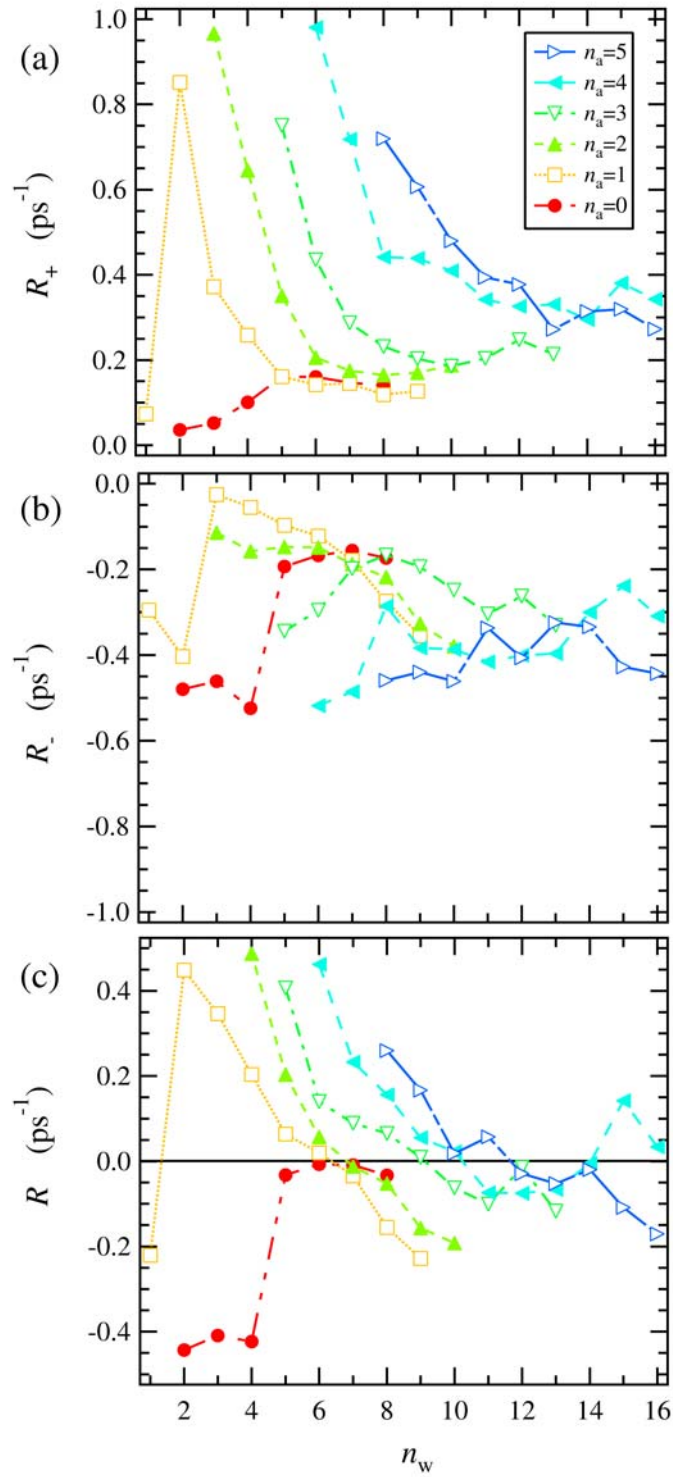 (a)
R₊ (ps⁻¹)
1.0
0.8
0.6
0.4
0.2
0.0
nₐ=5
nₐ=4
nₐ=3
nₐ=2
nₐ=1
nₐ=0
(b)
R₋ (ps⁻¹)
0.0
-0.2
-0.4
-0.6
-0.8
-1.0
(c)
R (ps⁻¹)
0.4
0.2
0.0
-0.2
-0.4
2 4 6 8 10 12 14 16
n_w